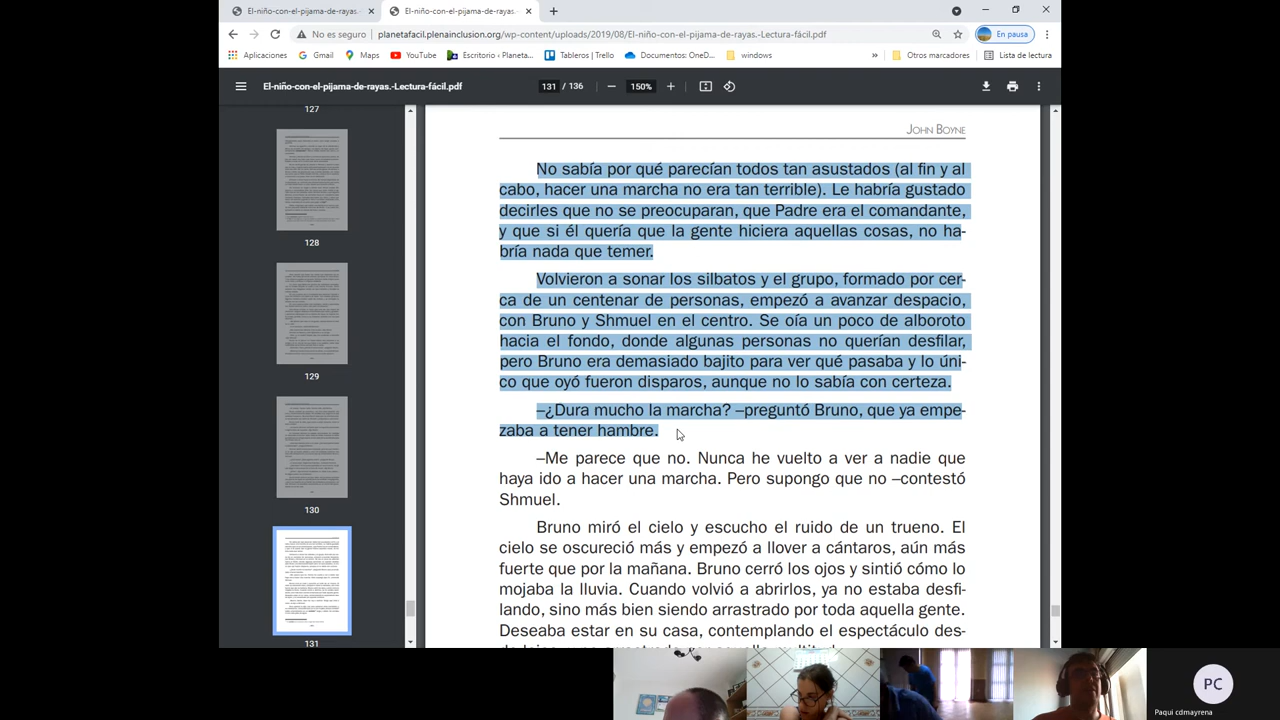 El-niño-con-el-pijama-de-rayas.-
El-niño-con-el-pijama-de-rayas.-
No es seguro
planetafacil.plenainclusion.org/wp-content/uploads/2019/08/El-niño-con-el-pijama-de-rayas.-Lectura-fácil.pdf
En pausa
Aplicaciones
Gmail
Maps
YouTube
Escritorio ‹ Planeta...
Tableros | Trello
Documentos: OneD...
windows
»
Otros marcadores
Lista de lectura
El-niño-con-el-pijama-de-rayas.-Lectura-fácil.pdf
131 / 136
150%
127
128
129
130
131
JOHN BOYNE
No sabía por qué parecían todos tan asustados (al fin y al
cabo, hacer una marcha no era tan terrible). Le habría gustado
decirles que no se preocuparan, que Padre era el comandante,
y que si él quería que la gente hiciera aquellas cosas, no ha-
bría nada que temer.
Volvieron a sonar los silbatos y el grupo, formado por cer-
ca de un centenar de personas, empezó a avanzar despacio,
con Bruno y Shmuel en el centro. Se oía un poco de alboroto
hacia el fondo, donde algunas personas no querían desfilar,
pero Bruno era demasiado bajito para ver qué pasaba y lo úni-
co que oyó fueron disparos, aunque no lo sabía con certeza.
–¿Dura mucho la marcha? –preguntó Bruno, que ya empe-
zaba a tener hambre.
–Me parece que no. Nunca he vuelto a ver a nadie que
haya ido a hacer una marcha. Pero supongo que no –contestó
Shmuel.
Bruno miró el cielo y escuchó el ruido de un trueno. El
cielo se oscureció más y empezó a llover a cántaros, aún más
fuerte que por la mañana. Bruno cerró los ojos y sintió cómo lo
mojaba la lluvia. Cuando volvió a abrirlos, ya no estaba desfi-
lando, sino más bien siendo arrastrado por toda aquella gente.
Deseaba estar en su casa, contemplando el espectáculo des-
PC
Paqui cdmayrena